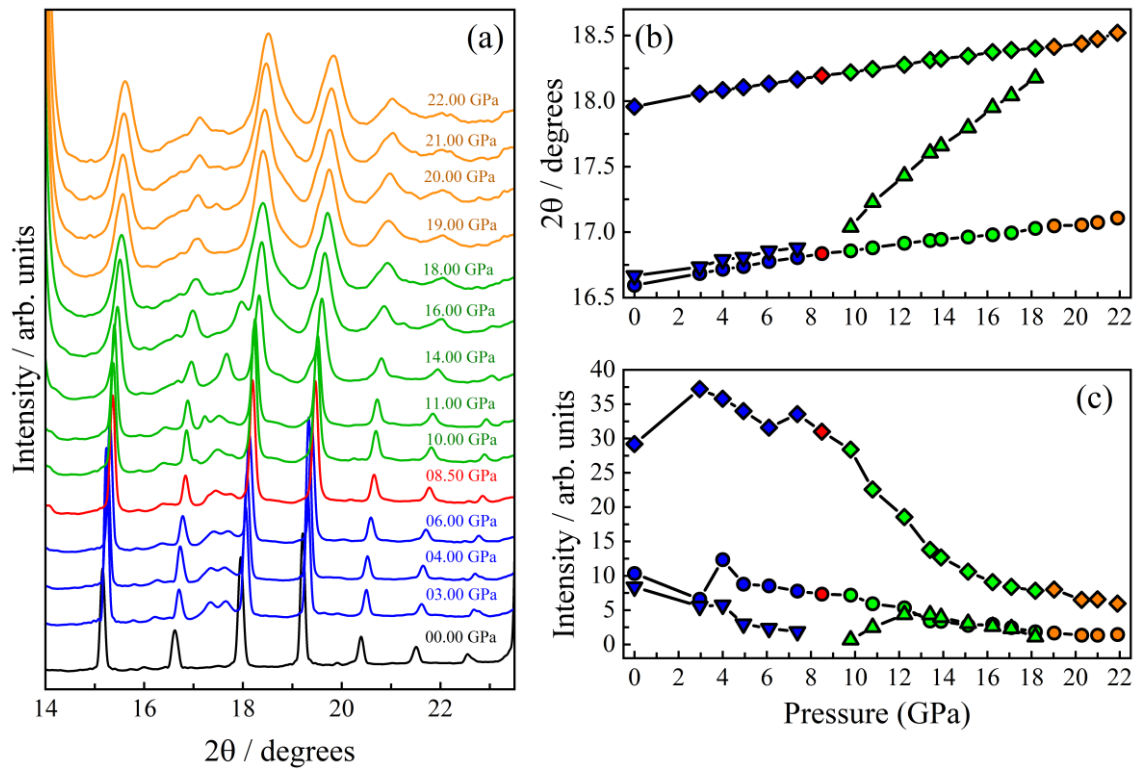 (a)
22.00 GPa
21.00 GPa
20.00 GPa
19.00 GPa
18.00 GPa
16.00 GPa
14.00 GPa
11.00 GPa
10.00 GPa
08.50 GPa
06.00 GPa
04.00 GPa
03.00 GPa
00.00 GPa
Intensity / arb. units
14 16 18 20 22
2θ / degrees
(b)
18.5
18.0
17.5
17.0
16.5
2θ / degrees
0 2 4 6 8 10 12 14 16 18 20 22
(c)
40
35
30
25
20
15
10
5
0
Intensity / arb. units
0 2 4 6 8 10 12 14 16 18 20 22
Pressure (GPa)